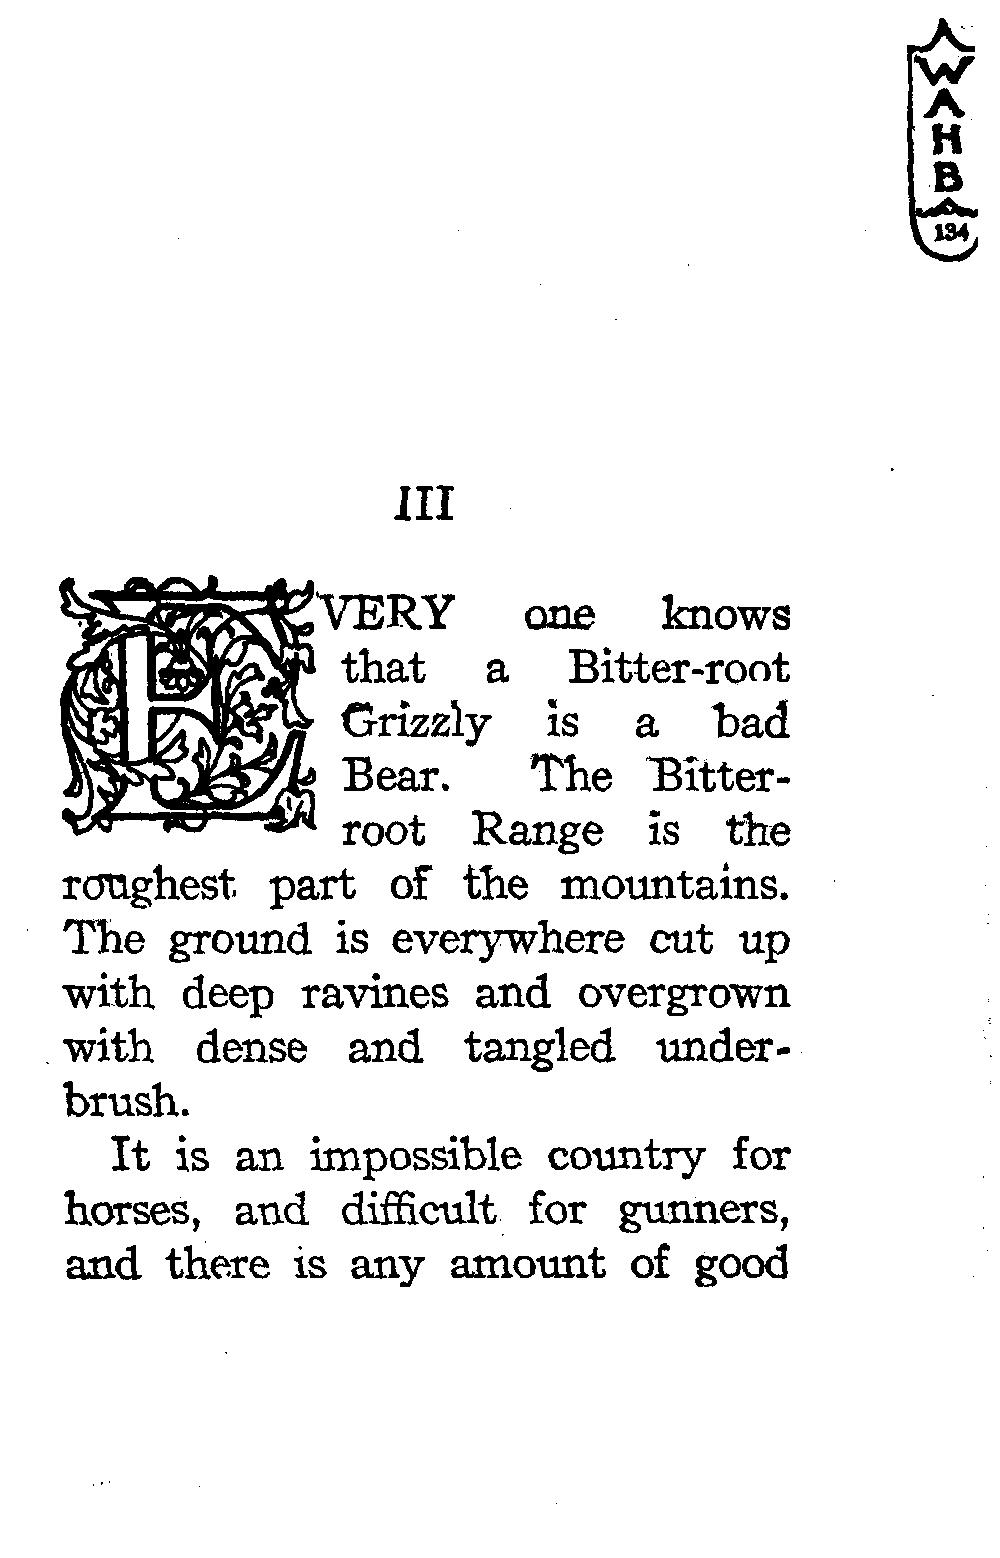 WAHB
134
III
EVERY one knows
that a Bitter-root
Grizzly is a bad
Bear. The Bitter-
root Range is the
roughest part of the mountains.
The ground is everywhere cut up
with deep ravines and overgrown
with dense and tangled under-
brush.
It is an impossible country for
horses, and difficult for gunners,
and there is any amount of good